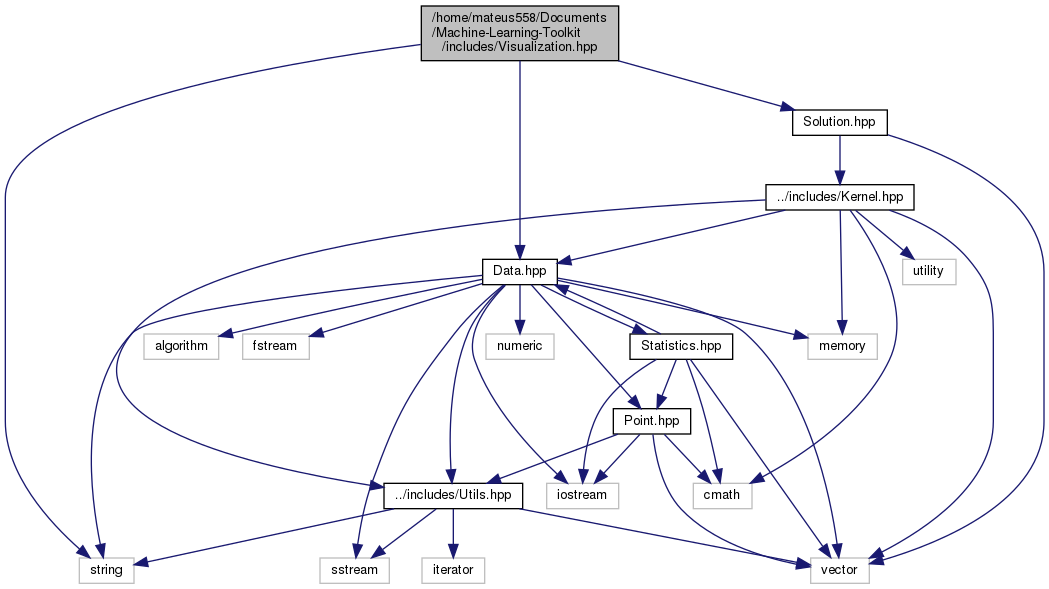 /home/mateus558/Documents
/Machine-Learning-Toolkit
/includes/Visualization.hpp
Solution.hpp
../includes/Kernel.hpp
Data.hpp
utility
algorithm
fstream
numeric
Statistics.hpp
memory
Point.hpp
../includes/Utils.hpp
iostream
cmath
string
sstream
iterator
vector